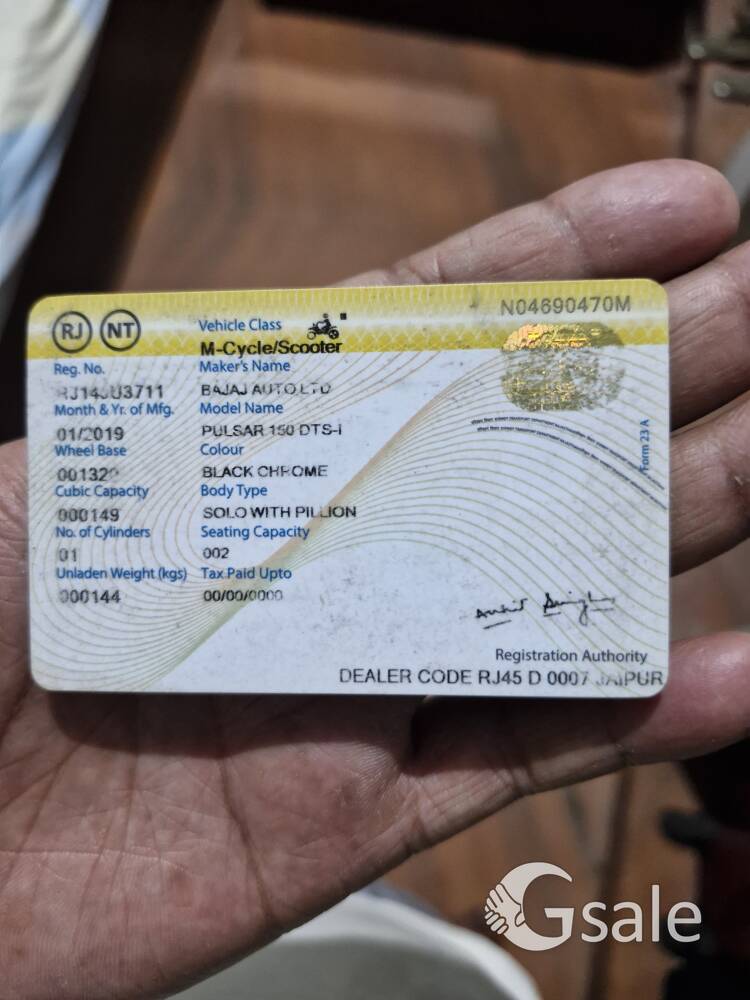 RJ NT
Vehicle Class
M-Cycle/Scooter
N04690470M
Reg. No.
Maker's Name
BAJAJ AUTO LTD
Month & Yr. of Mfg.
Model Name
01/2019
PULSAR 150 DTS-i
Wheel Base
Colour
BLACK CHROME
Cubic Capacity
Body Type
000149
SOLO WITH PILLION
No. of Cylinders
Seating Capacity
01
002
Unladen Weight (kgs)
Tax Paid Upto
000144
00/00/0000
Form 23 A
Registration Authority
DEALER CODE RJ45 D 0007 JAIPUR
Gsale